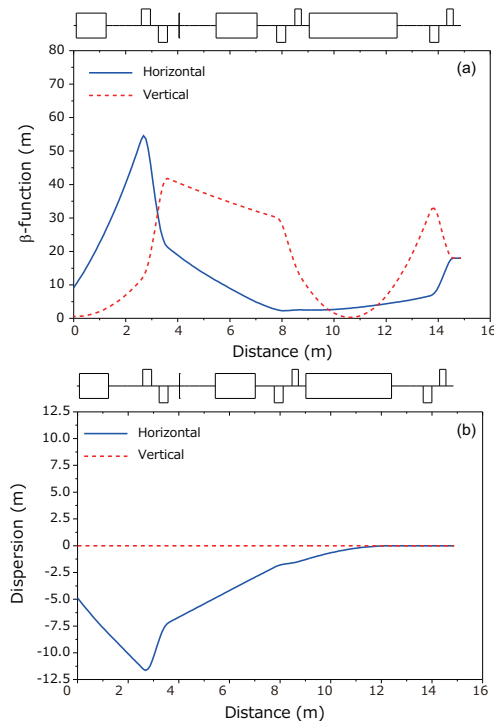 (a)
Horizontal
Vertical
β-function (m)
80
70
60
50
40
30
20
10
0
0 2 4 6 8 10 12 14 16
Distance (m)
(b)
Horizontal
Vertical
Dispersion (m)
12.5
10.0
7.5
5.0
2.5
0
-2.5
-5.0
-7.5
-10.0
-12.5
0 2 4 6 8 10 12 14 16
Distance (m)